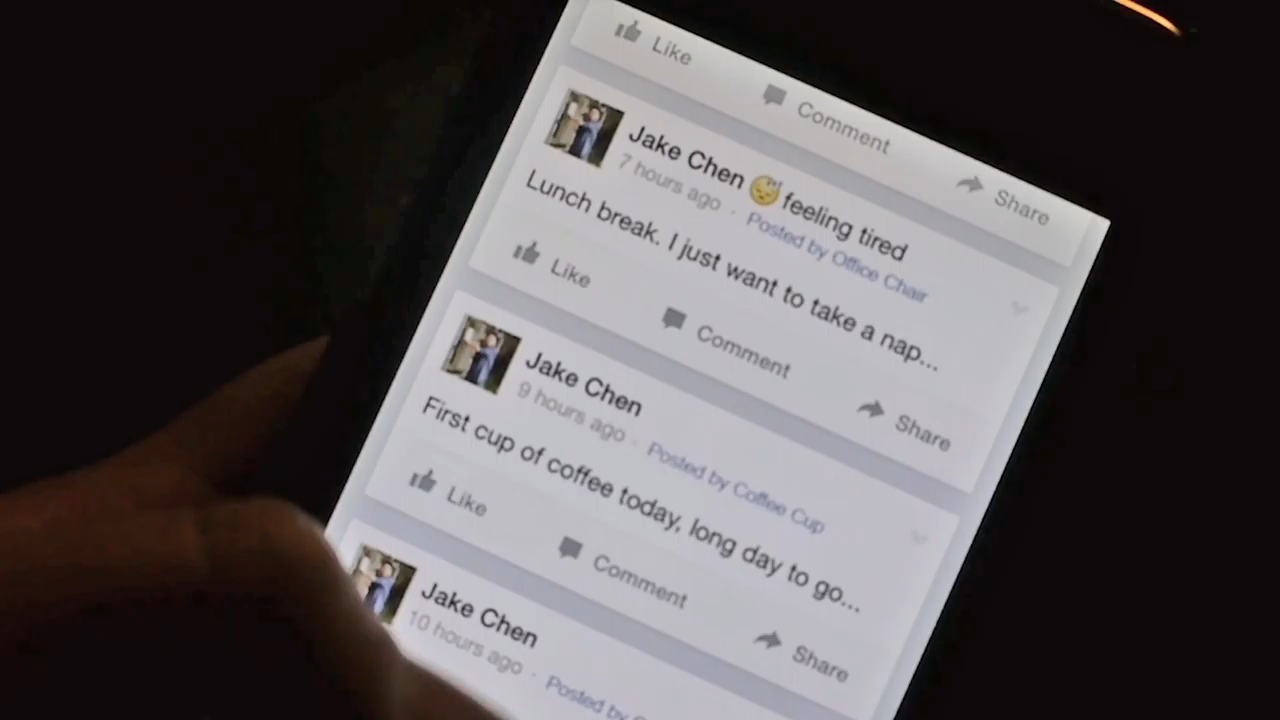 Like Comment Share
Jake Chen feeling tired
7 hours ago · Posted by Office Chair
Lunch break. I just want to take a nap...
Like Comment Share
Jake Chen
9 hours ago · Posted by Coffee Cup
First cup of coffee today, long day to go...
Like Comment Share
Jake Chen
10 hours ago · Posted by